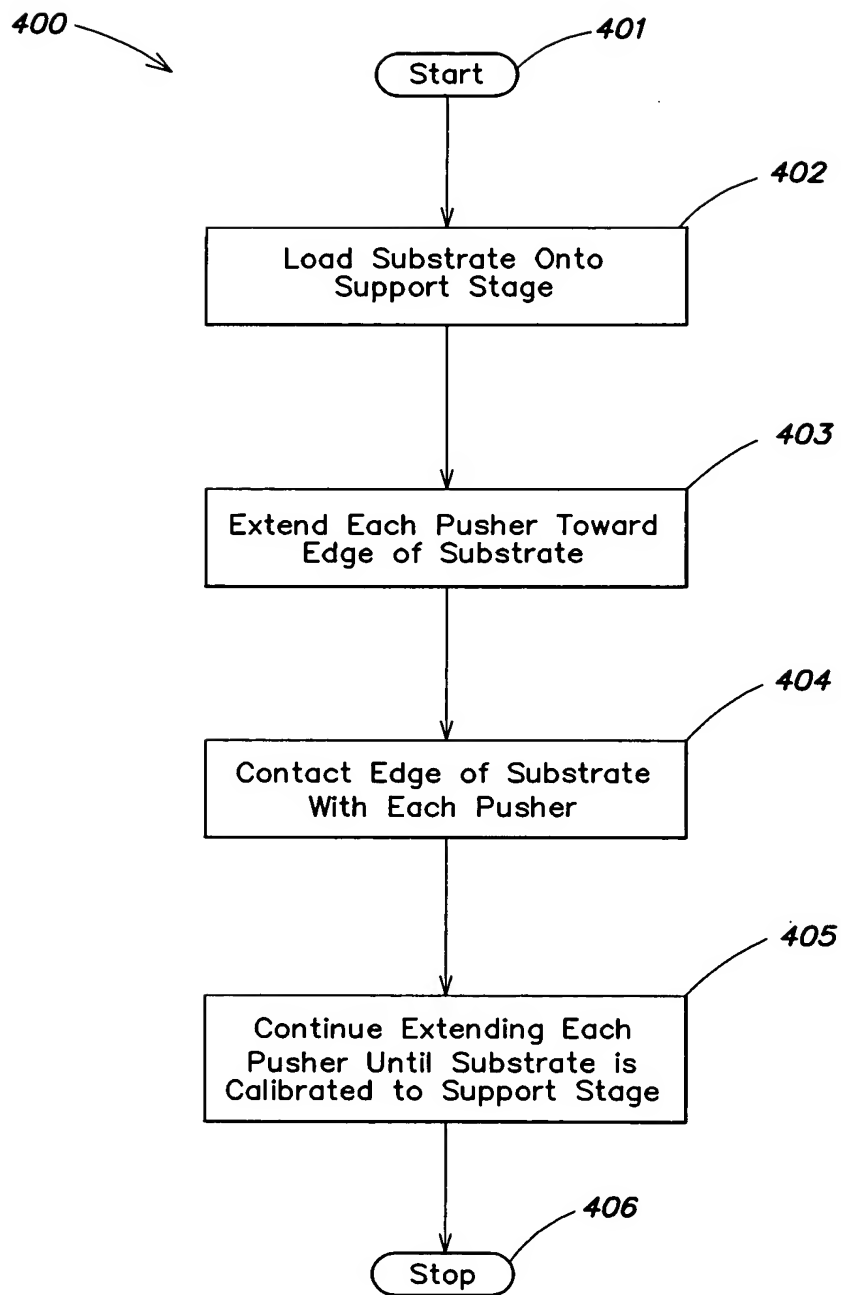 400
401
Start
402
Load Substrate Onto
Support Stage
403
Extend Each Pusher Toward
Edge of Substrate
404
Contact Edge of Substrate
With Each Pusher
405
Continue Extending Each
Pusher Until Substrate is
Calibrated to Support Stage
406
Stop